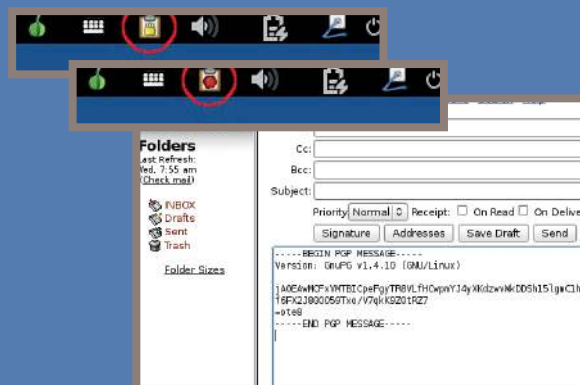 Folders
Last Refresh:
Wed, 7:55 am
(Check mail)
INBOX
Drafts
Sent
Trash
Folder Sizes
Cc:
Bcc:
Subject:
Priority Normal Receipt: On Read On Delive
Signature Addresses Save Draft Send
-----BEGIN PGP MESSAGE-----
Version: GnuPG v1.4.10 (GNU/Linux)
-----END PGP MESSAGE-----